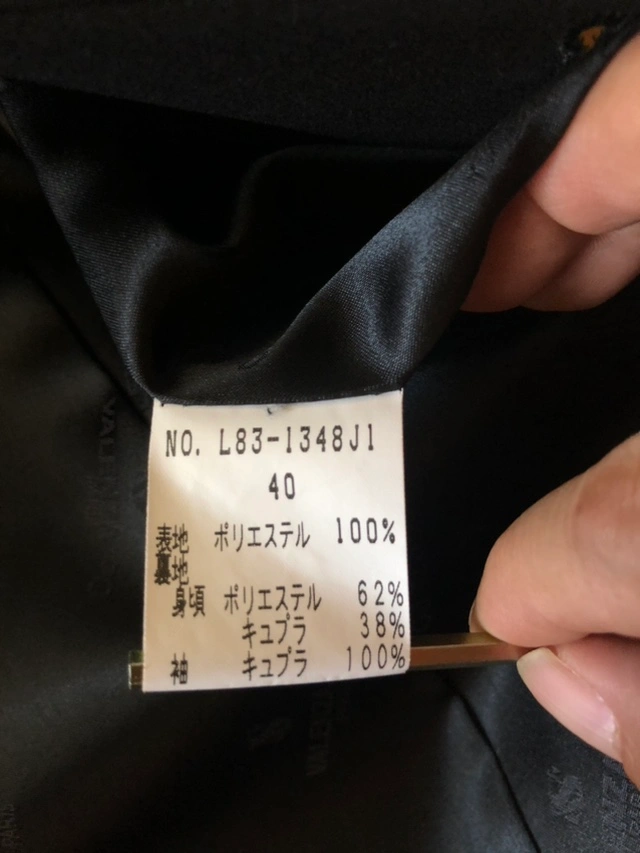 NO. L83-1348J1
40
表地 ポリエステル 100%
裏地
身頃 ポリエステル 62%
キュプラ 38%
袖 キュプラ 100%